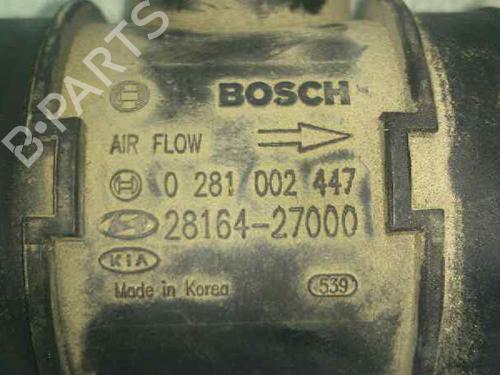 B-PARTS
BOSCH
AIR FLOW
0 281 002 447
28164-27000
KIA
Made in Korea
539